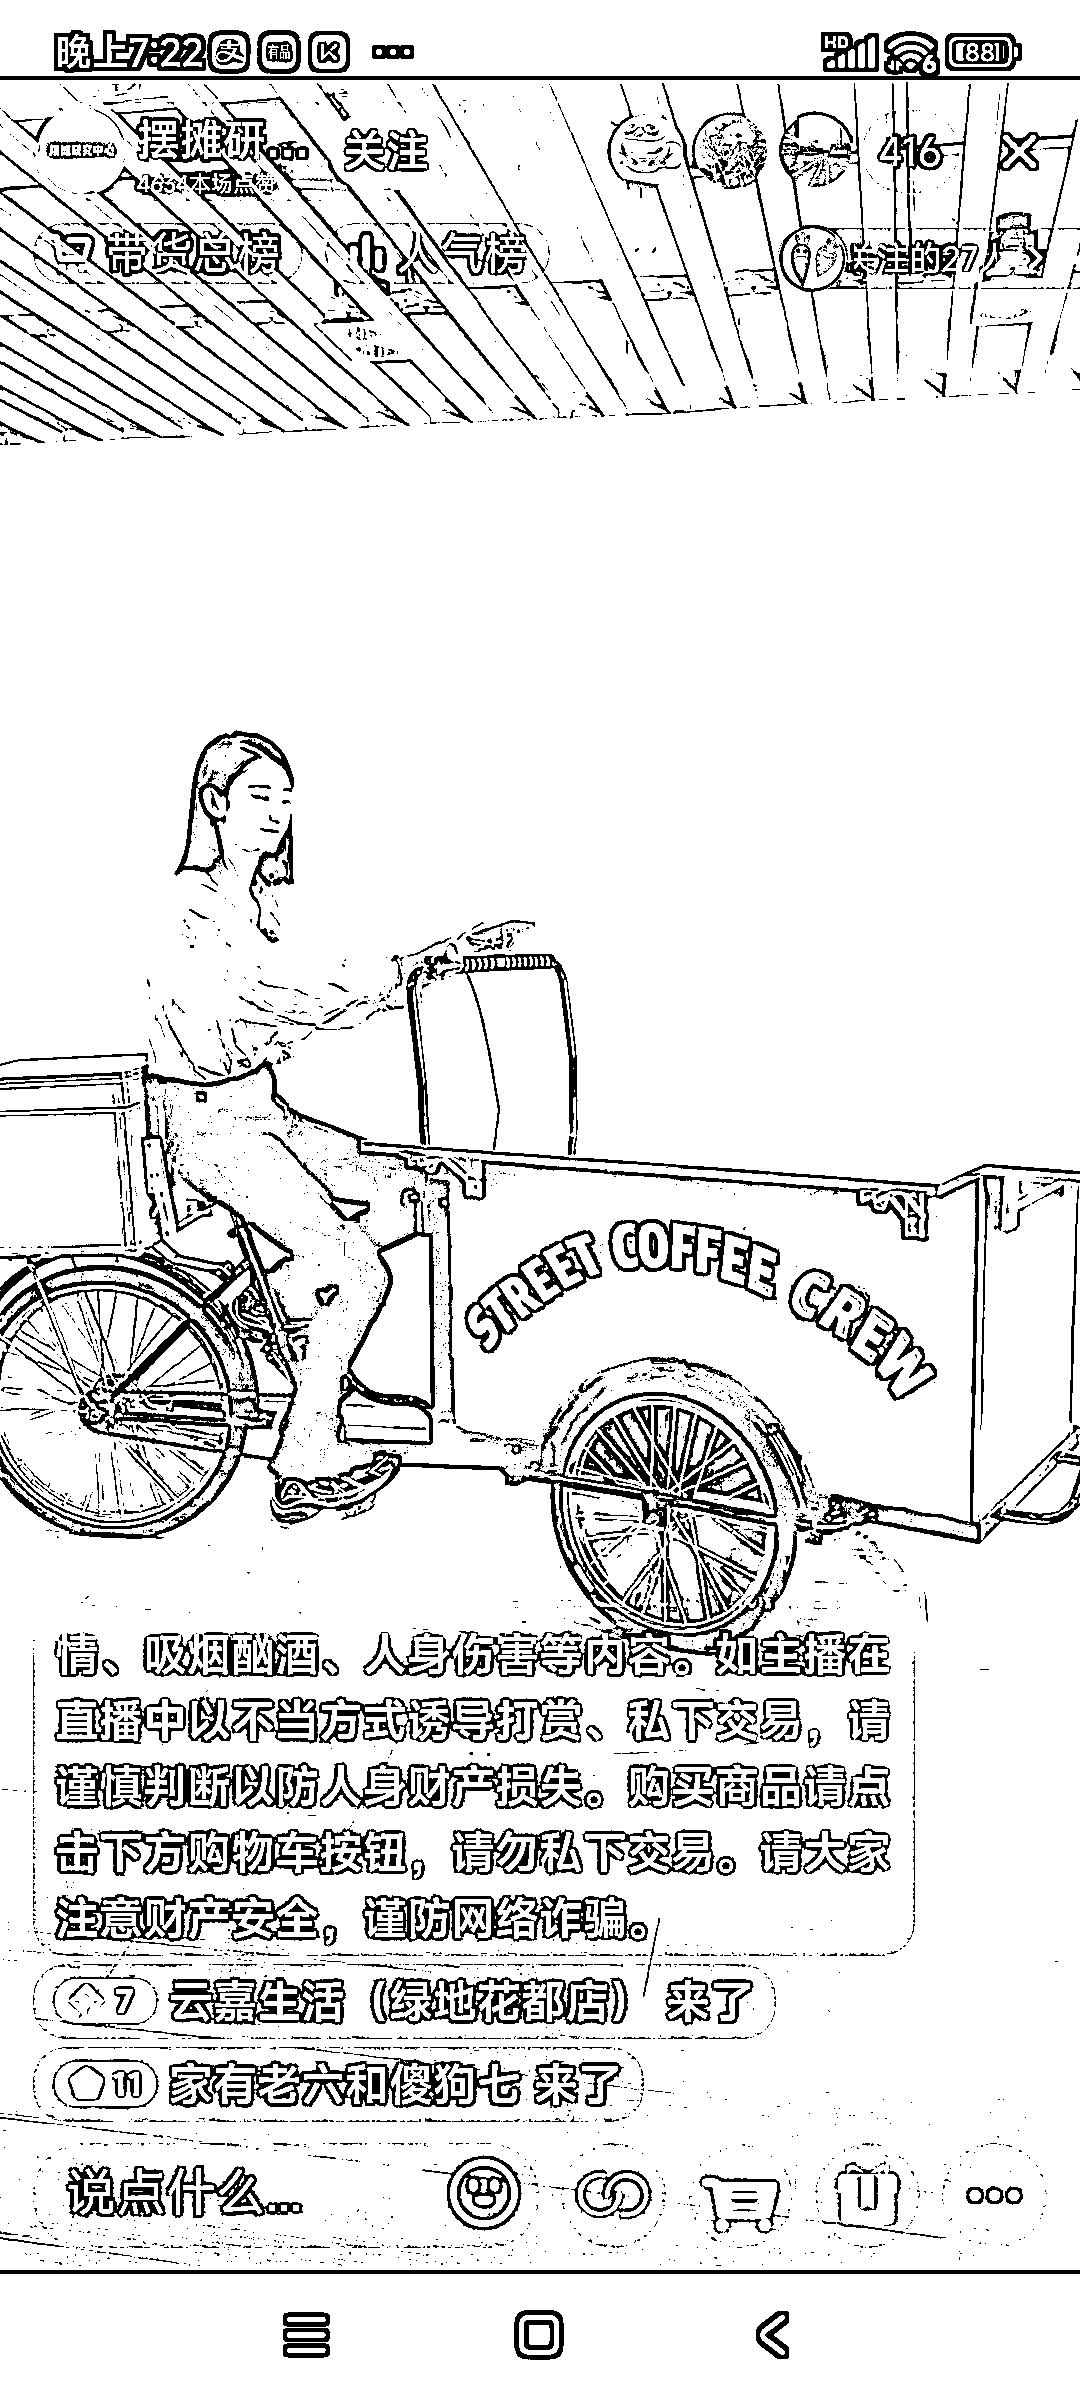 晚上7:22
HD
6
88
摆摊研...
关注
416
4634本场点赞
带货总榜
人气榜
关注的27人
STREET COFFEE CREW
情、吸烟酗酒、人身伤害等内容。如主播在
直播中以不当方式诱导打赏、私下交易，请
谨慎判断以防人身财产损失。购买商品请点
击下方购物车按钮，请勿私下交易。请大家
注意财产安全，谨防网络诈骗。
7 云嘉生活（绿地花都店） 来了
11 家有老六和傻狗七 来了
说点什么...